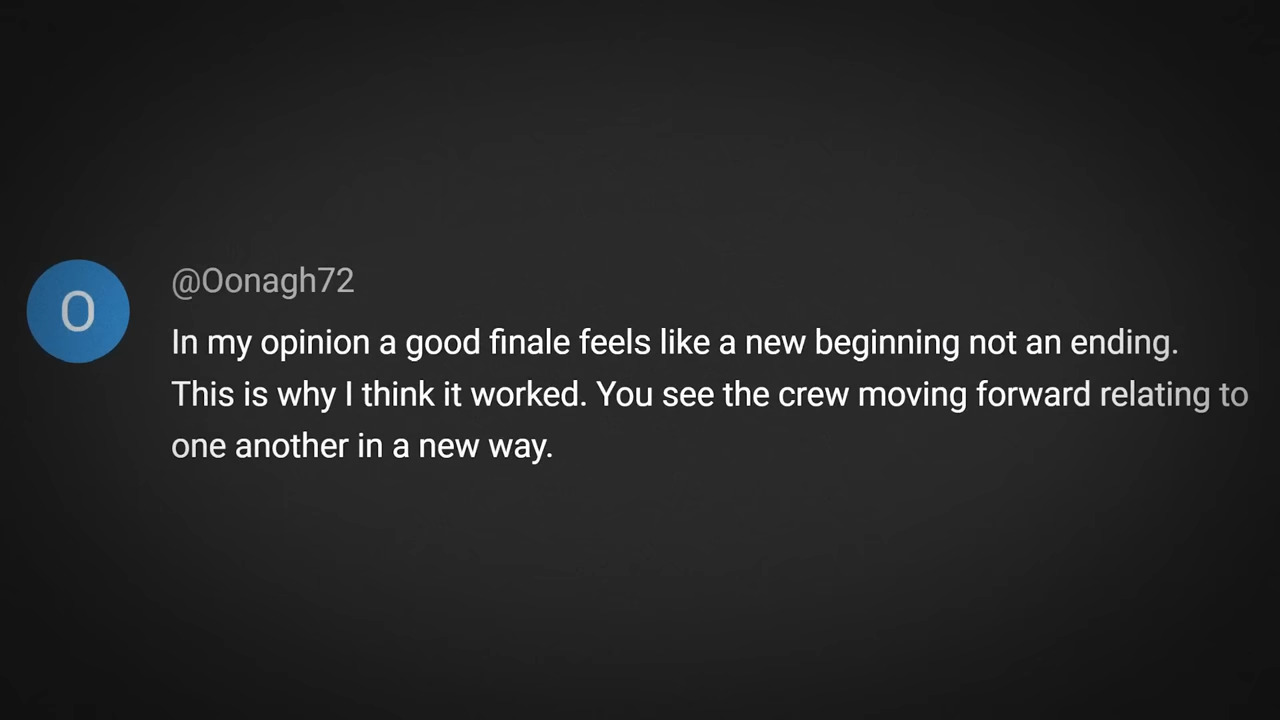 O
@Oonagh72
In my opinion a good finale feels like a new beginning not an ending.
This is why I think it worked. You see the crew moving forward relating to
one another in a new way.